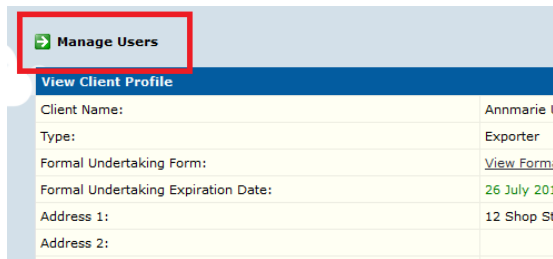 Manage Users
View Client Profile
Client Name: Annmarie
Type: Exporter
Formal Undertaking Form: View
Formal Undertaking Expiration Date: 26 July
Address 1: 12 Shop
Address 2: